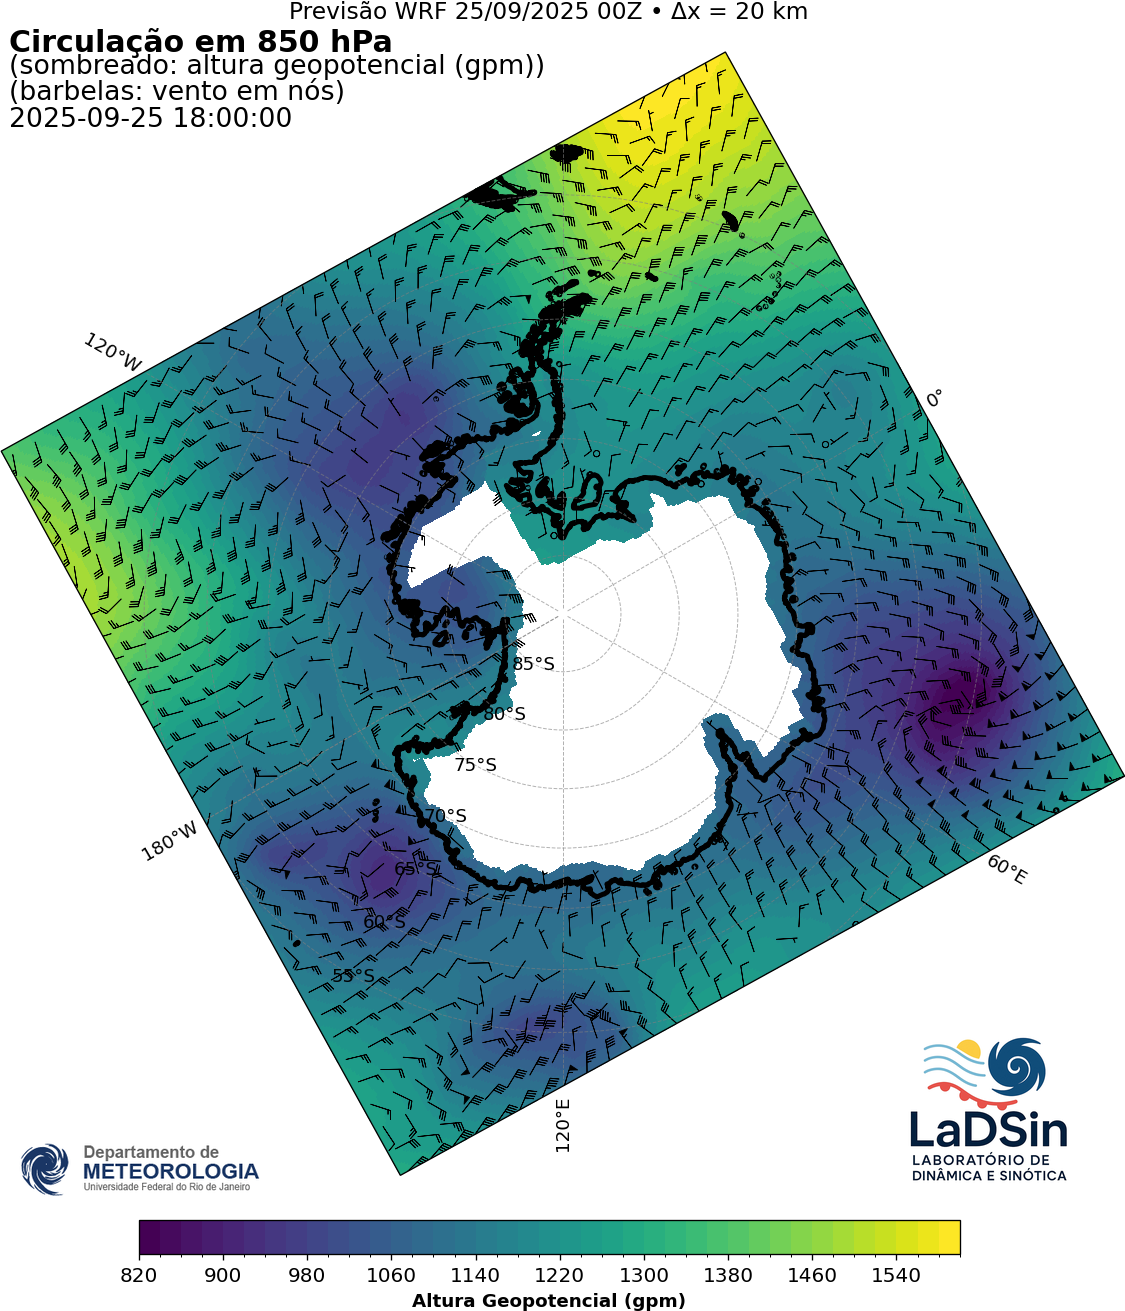 Previsão WRF 25/09/2025 00Z • Δx = 20 km
Circulação em 850 hPa
(sombreado: altura geopotencial (gpm))
(barbelas: vento em nós)
2025-09-25 18:00:00
120°W
0°
85°S
80°S
75°S
70°S
180°W
65°S
60°E
60°S
55°S
120°E
LaDSin
LABORATÓRIO DE
DINÂMICA E SINÓTICA
Departamento de
METEOROLOGIA
Universidade Federal do Rio de Janeiro
820 900 980 1060 1140 1220 1300 1380 1460 1540
Altura Geopotencial (gpm)